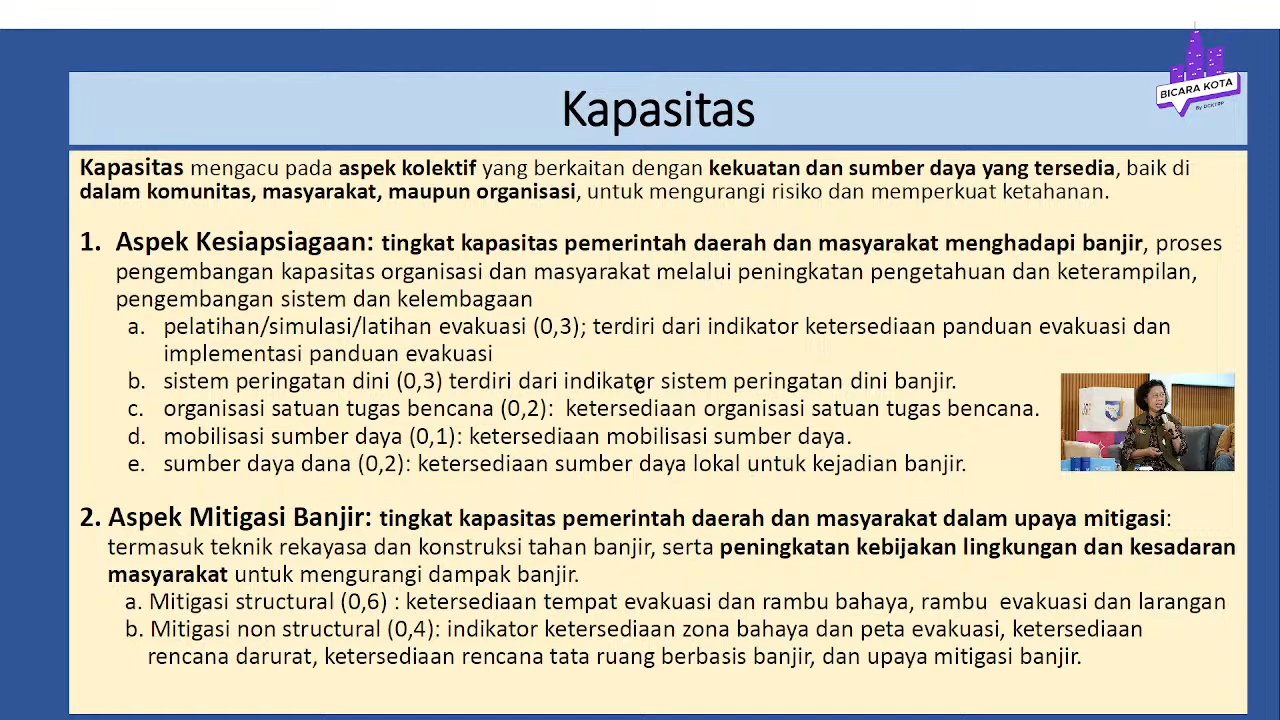 BICARA KOTA
By DCKTRP
Kapasitas
Kapasitas mengacu pada aspek kolektif yang berkaitan dengan kekuatan dan sumber daya yang tersedia, baik di
dalam komunitas, masyarakat, maupun organisasi, untuk mengurangi risiko dan memperkuat ketahanan.
1. Aspek Kesiapsiagaan: tingkat kapasitas pemerintah daerah dan masyarakat menghadapi banjir, proses
pengembangan kapasitas organisasi dan masyarakat melalui peningkatan pengetahuan dan keterampilan,
pengembangan sistem dan kelembagaan
a. pelatihan/simulasi/latihan evakuasi (0,3); terdiri dari indikator ketersediaan panduan evakuasi dan
implementasi panduan evakuasi
b. sistem peringatan dini (0,3) terdiri dari indikator sistem peringatan dini banjir.
c. organisasi satuan tugas bencana (0,2): ketersediaan organisasi satuan tugas bencana.
d. mobilisasi sumber daya (0,1): ketersediaan mobilisasi sumber daya.
e. sumber daya dana (0,2): ketersediaan sumber daya lokal untuk kejadian banjir.
2. Aspek Mitigasi Banjir: tingkat kapasitas pemerintah daerah dan masyarakat dalam upaya mitigasi:
termasuk teknik rekayasa dan konstruksi tahan banjir, serta peningkatan kebijakan lingkungan dan kesadaran
masyarakat untuk mengurangi dampak banjir.
a. Mitigasi structural (0,6) : ketersediaan tempat evakuasi dan rambu bahaya, rambu evakuasi dan larangan
b. Mitigasi non structural (0,4): indikator ketersediaan zona bahaya dan peta evakuasi, ketersediaan
rencana darurat, ketersediaan rencana tata ruang berbasis banjir, dan upaya mitigasi banjir.